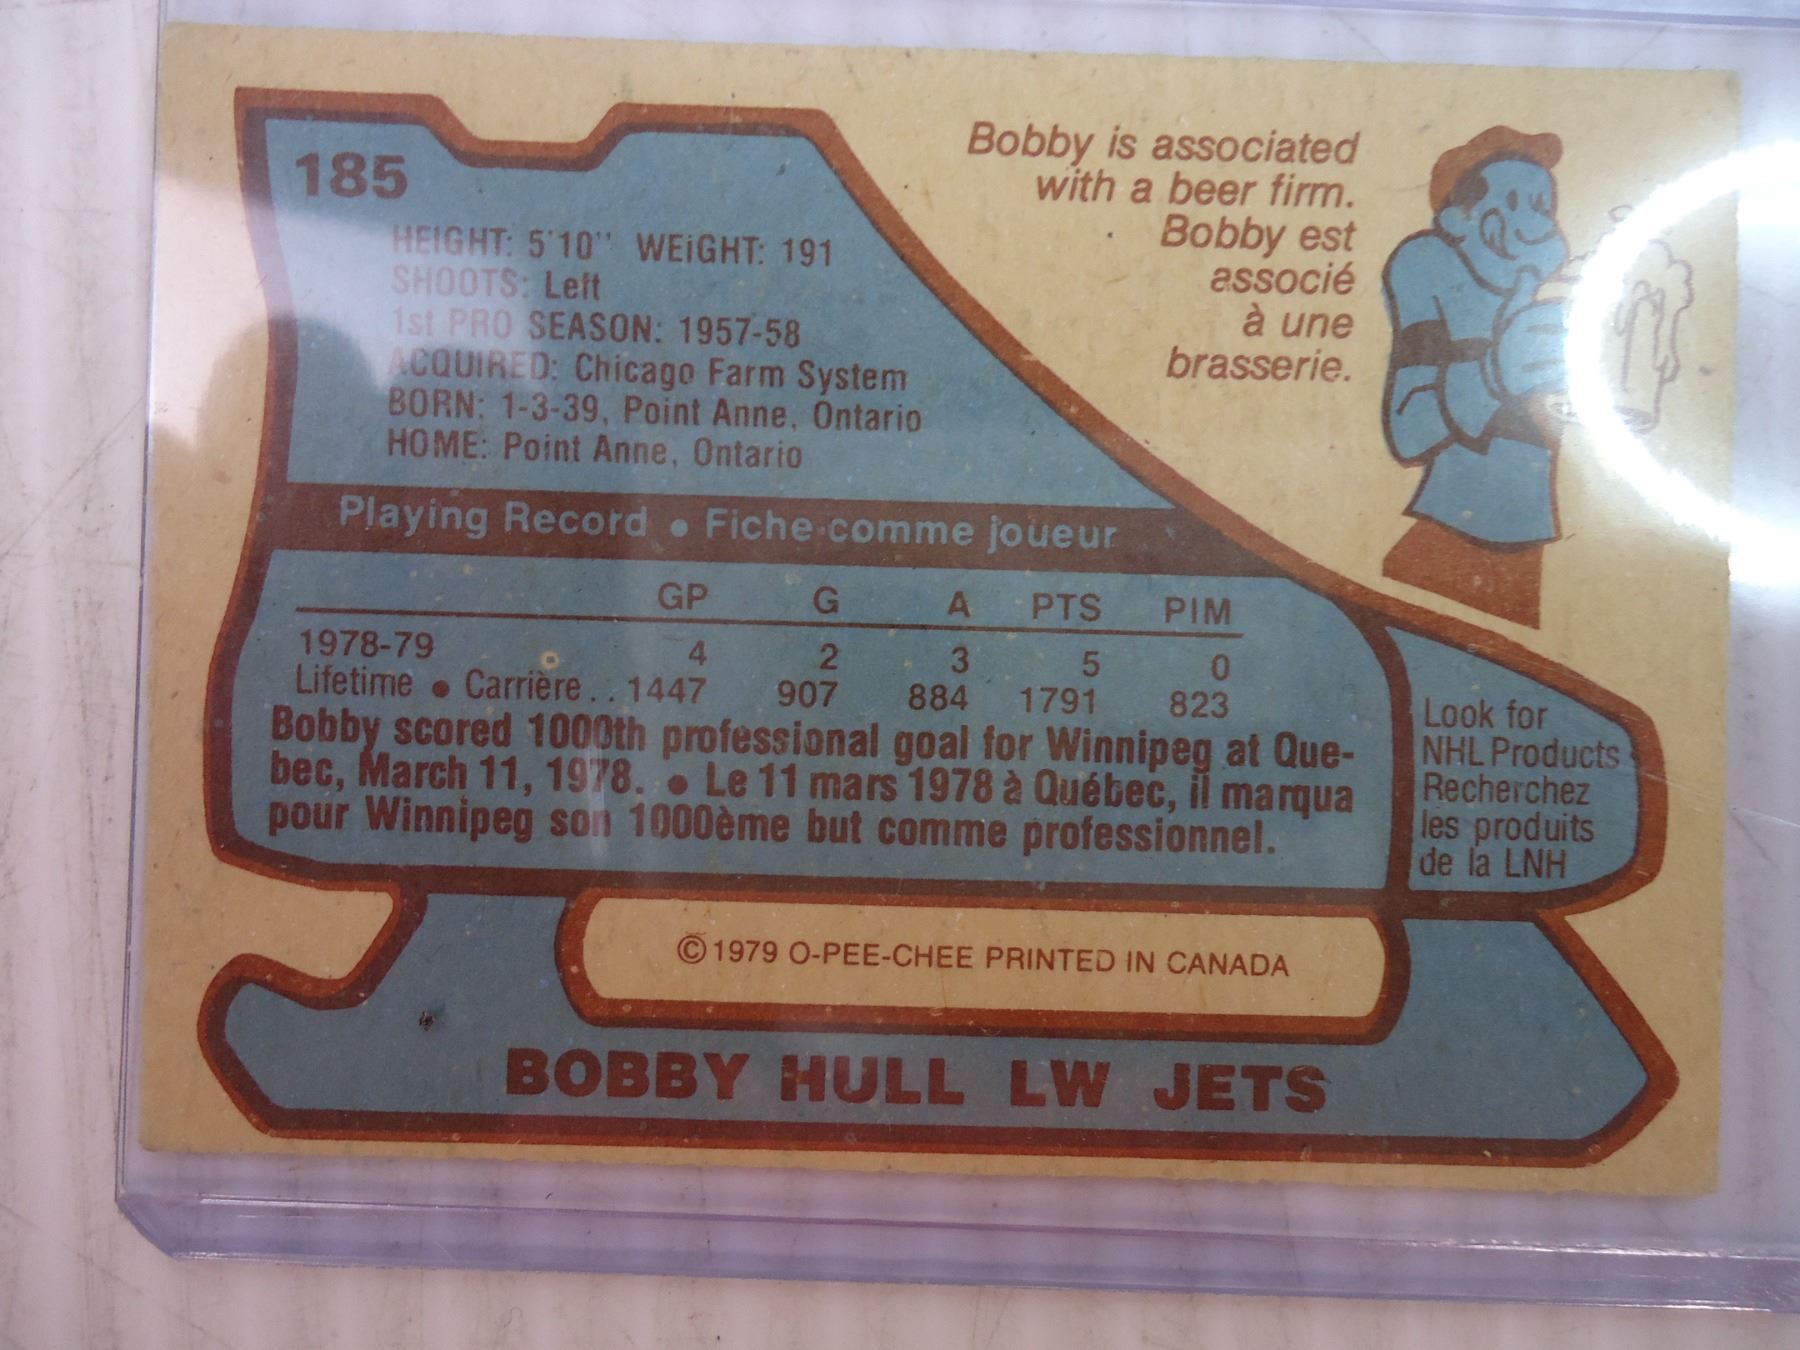 185
HEIGHT: 5'10" WEiGHT: 191
SHOOTS: Left
1st PRO SEASON: 1957-58
ACQUIRED: Chicago Farm System
BORN: 1-3-39, Point Anne, Ontario
HOME: Point Anne, Ontario
Bobby is associated
with a beer firm.
Bobby est
associé
à une
brasserie.
Playing Record • Fiche comme joueur
GP G A PTS PIM
1978-79 4 2 3 5 0
Lifetime • Carrière .. 1447 907 884 1791 823
Bobby scored 1000th professional goal for Winnipeg at Que-
bec, March 11, 1978. • Le 11 mars 1978 à Québec, il marqua
pour Winnipeg son 1000ème but comme professionnel.
Look for
NHL Products
Recherchez
les produits
de la LNH
© 1979 O-PEE-CHEE PRINTED IN CANADA
BOBBY HULL LW JETS